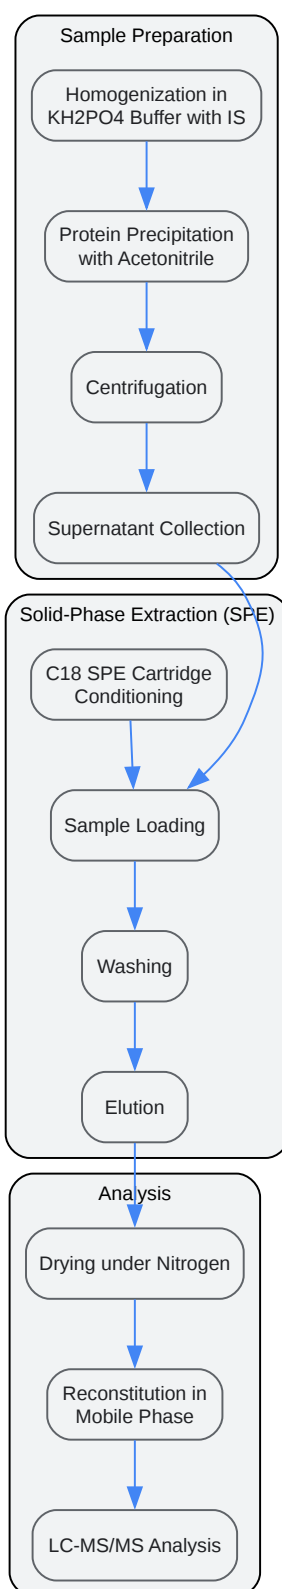 Sample Preparation
Homogenization in
KH2PO4 Buffer with IS
Protein Precipitation
with Acetonitrile
Centrifugation
Supernatant Collection
Solid-Phase Extraction (SPE)
C18 SPE Cartridge
Conditioning
Sample Loading
Washing
Elution
Analysis
Drying under Nitrogen
Reconstitution in
Mobile Phase
LC-MS/MS Analysis